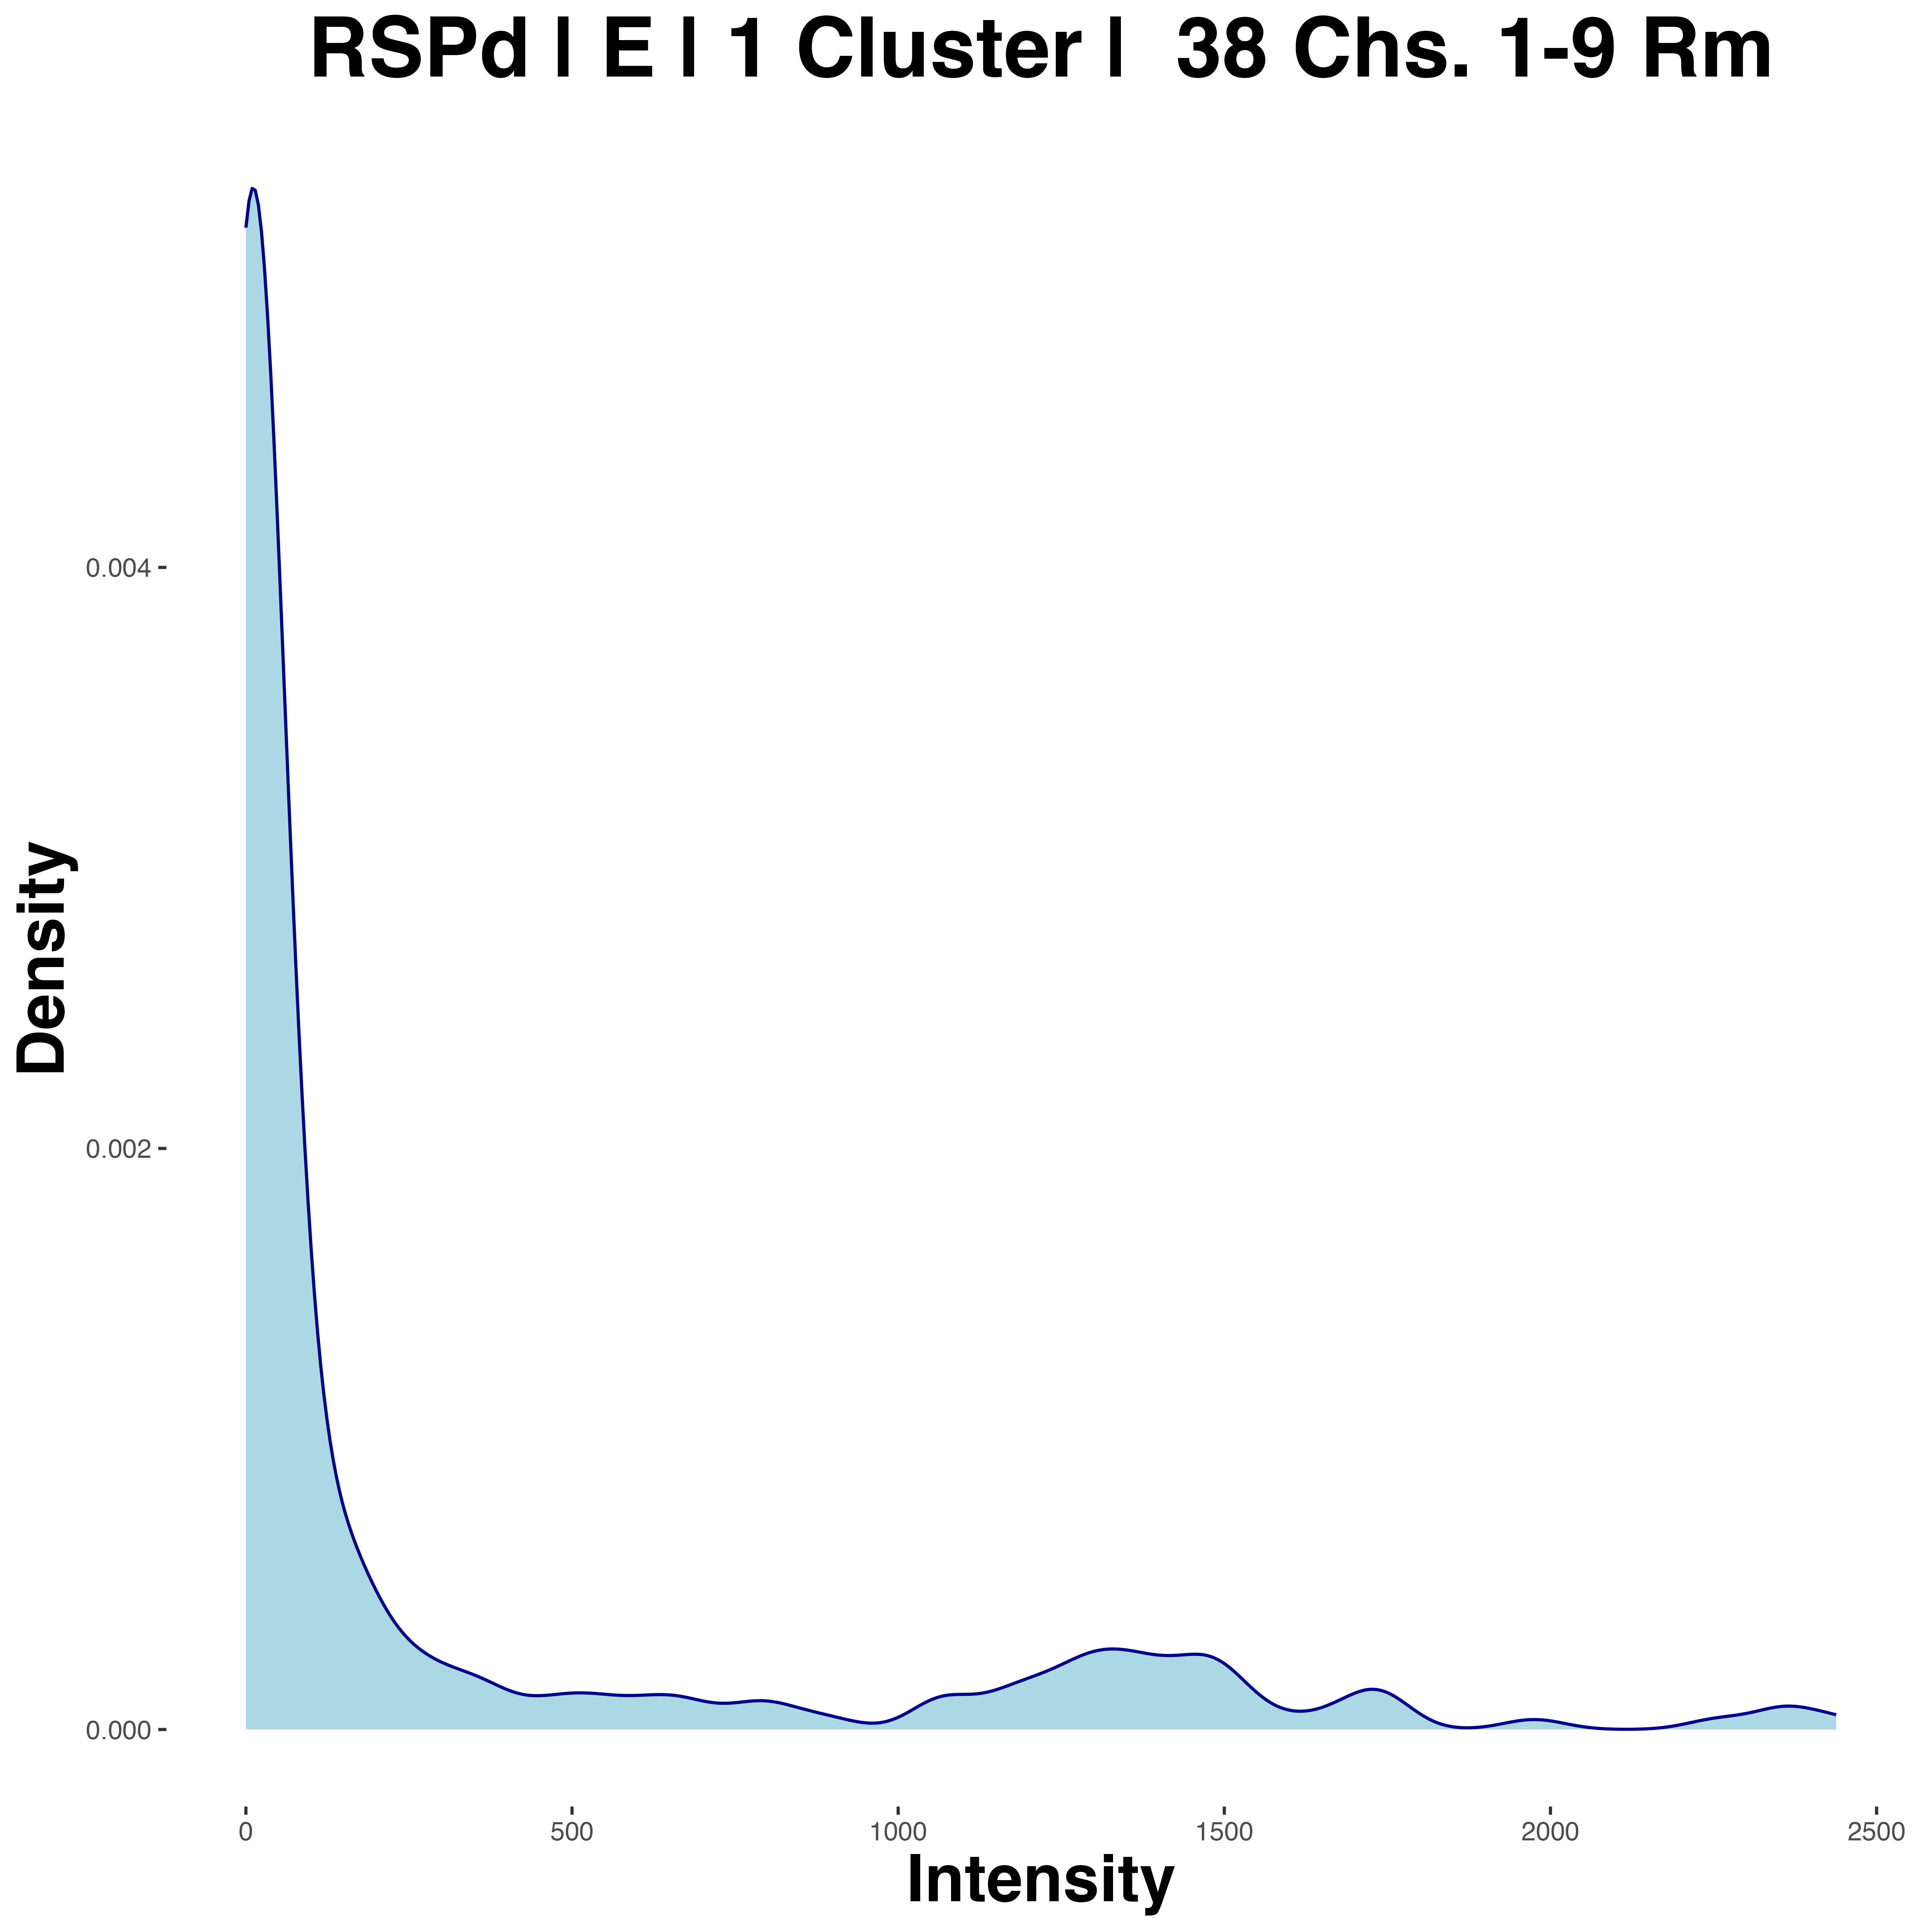 RSPd | E | 1 Cluster |  38 Chs. 1-9 Rm
Density
0.004
0.002
0.000
0 500 1000 1500 2000 2500
Intensity